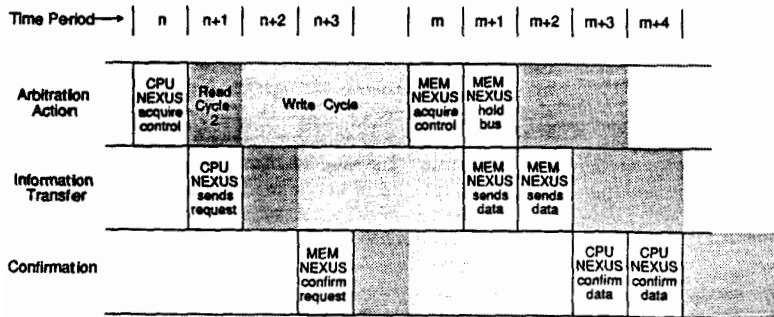 Time Period n n+1 n+2 n+3 m m+1 m+2 m+3 m+4
Arbitration
Action
CPU
NEXUS
acquire
control
Read
Cycle
2
Write Cycle
MEM
NEXUS
acquire
control
MEM
NEXUS
hold
bus
Information
Transfer
CPU
NEXUS
sends
request
MEM
NEXUS
sends
data
MEM
NEXUS
sends
data
Confirmation
MEM
NEXUS
confirm
request
CPU
NEXUS
confirm
data
CPU
NEXUS
confirm
data